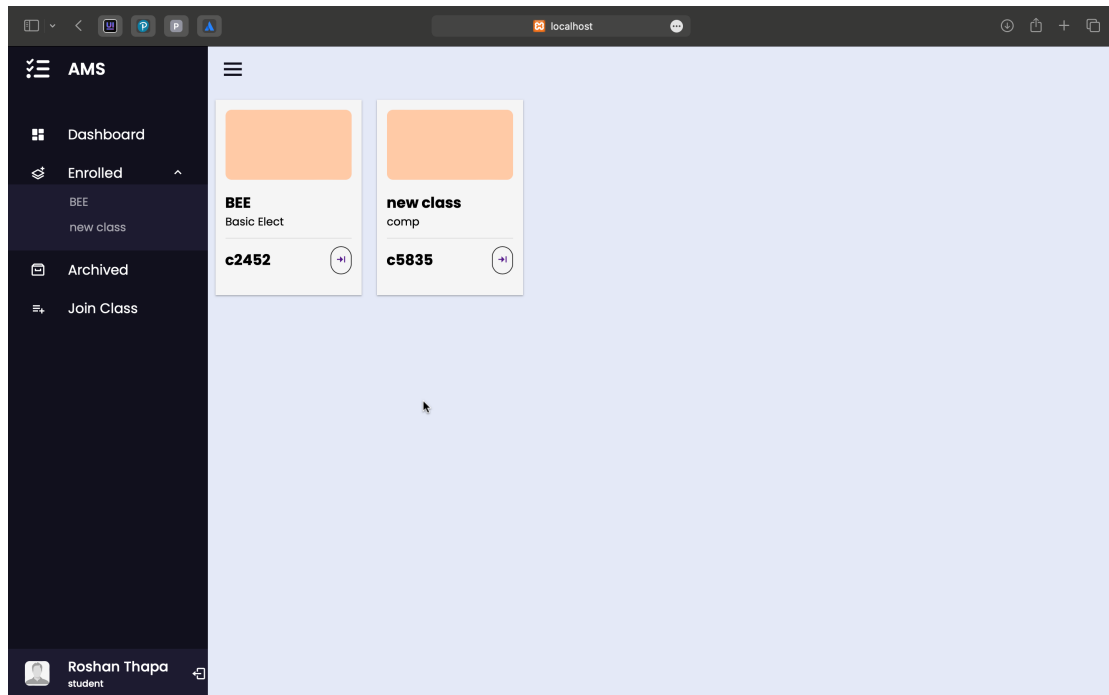 localhost
AMS
Dashboard
Enrolled
BEE
new class
Archived
Join Class
BEE
Basic Elect
c2452
new class
comp
c5835
Roshan Thapa
student